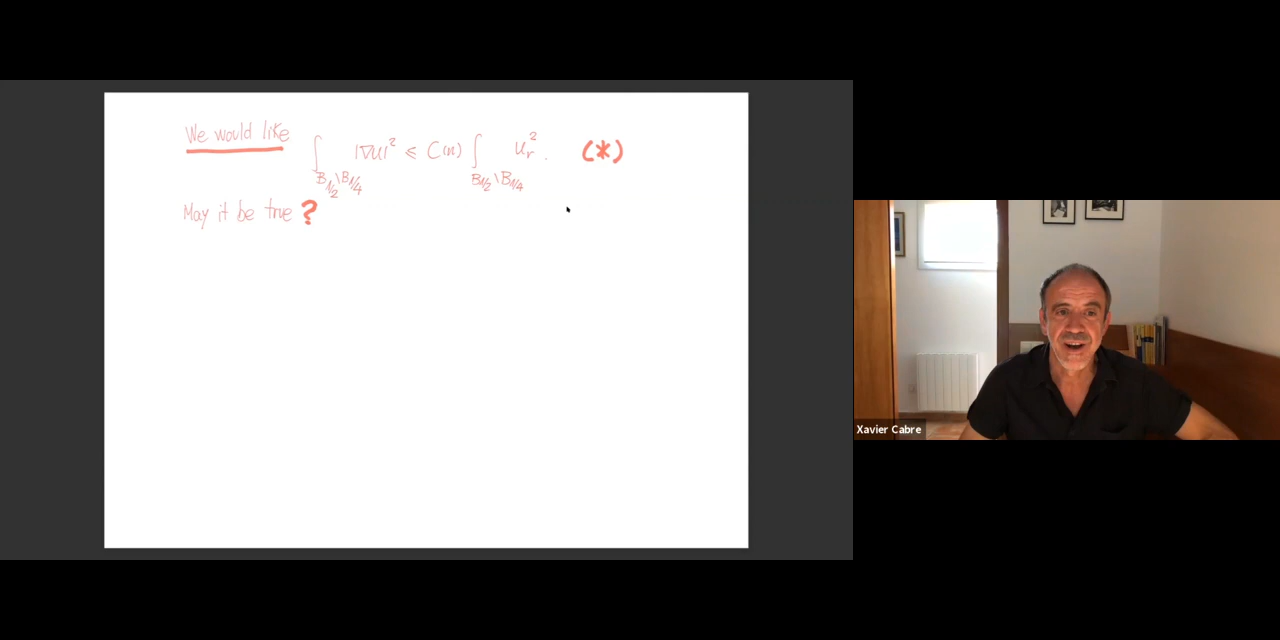 We would like
∫_{B_{1/2}\B_{1/4}} |∇u|² ≤ C(n) ∫_{B_{1/2}\B_{1/4}} u_r² . (*)
May it be true ?
Xavier Cabre